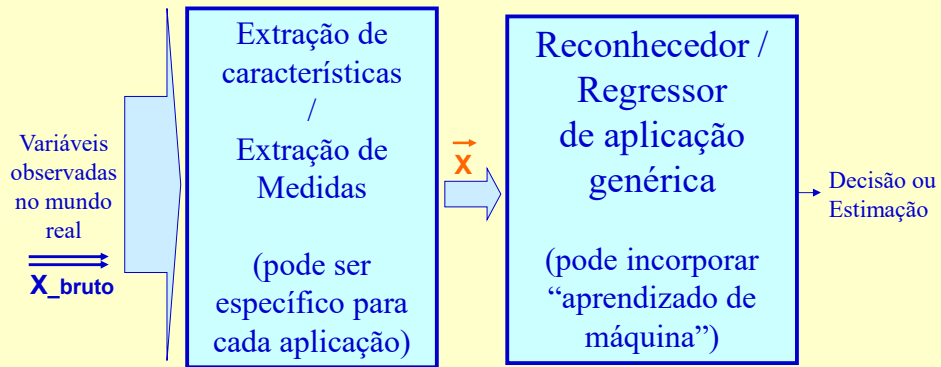 Variáveis
observadas
no mundo
real
X_bruto
Extração de
características
/
Extração de
Medidas
(pode ser
específico para
cada aplicação)
X
Reconhecedor /
Regressor
de aplicação
genérica
(pode incorporar
“aprendizado de
máquina”)
Decisão ou
Estimação